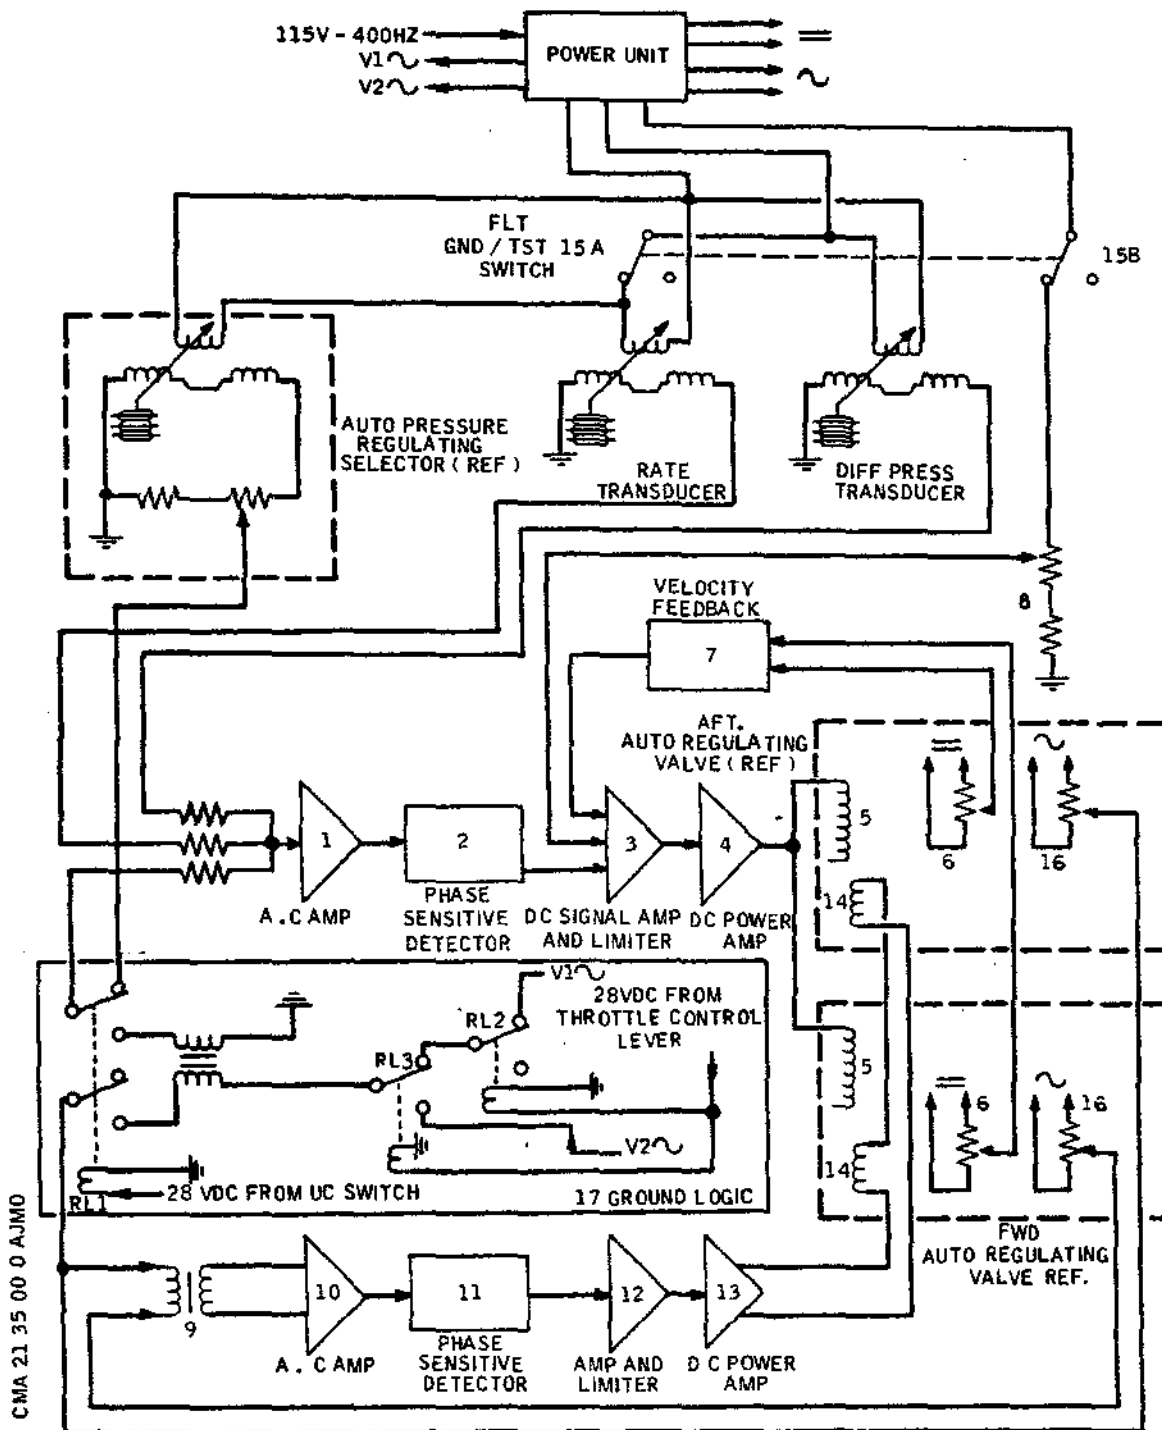 115V - 400HZ
V1∿
V2∿
POWER UNIT
=
∿
FLT
GND / TST 15 A
SWITCH
15B
AUTO PRESSURE
REGULATING
SELECTOR ( REF )
RATE
TRANSDUCER
DIFF PRESS
TRANSDUCER
8
VELOCITY
FEEDBACK
7
AFT.
AUTO REGULATING
VALVE ( REF )
=
∿
5
6
16
1
2
3
4
A.C AMP
PHASE
SENSITIVE
DETECTOR
DC SIGNAL AMP
AND LIMITER
DC POWER
AMP
14
V1∿
28VDC FROM
THROTTLE CONTROL
LEVER
RL2
RL3
V2∿
RL1
28 VDC FROM UC SWITCH
17 GROUND LOGIC
5
=
6
∿
16
14
FWD
AUTO REGULATING
VALVE REF.
9
10
11
12
13
A. C AMP
PHASE
SENSITIVE
DETECTOR
AMP AND
LIMITER
D C POWER
AMP
CMA 21 35 00 0 AJM0